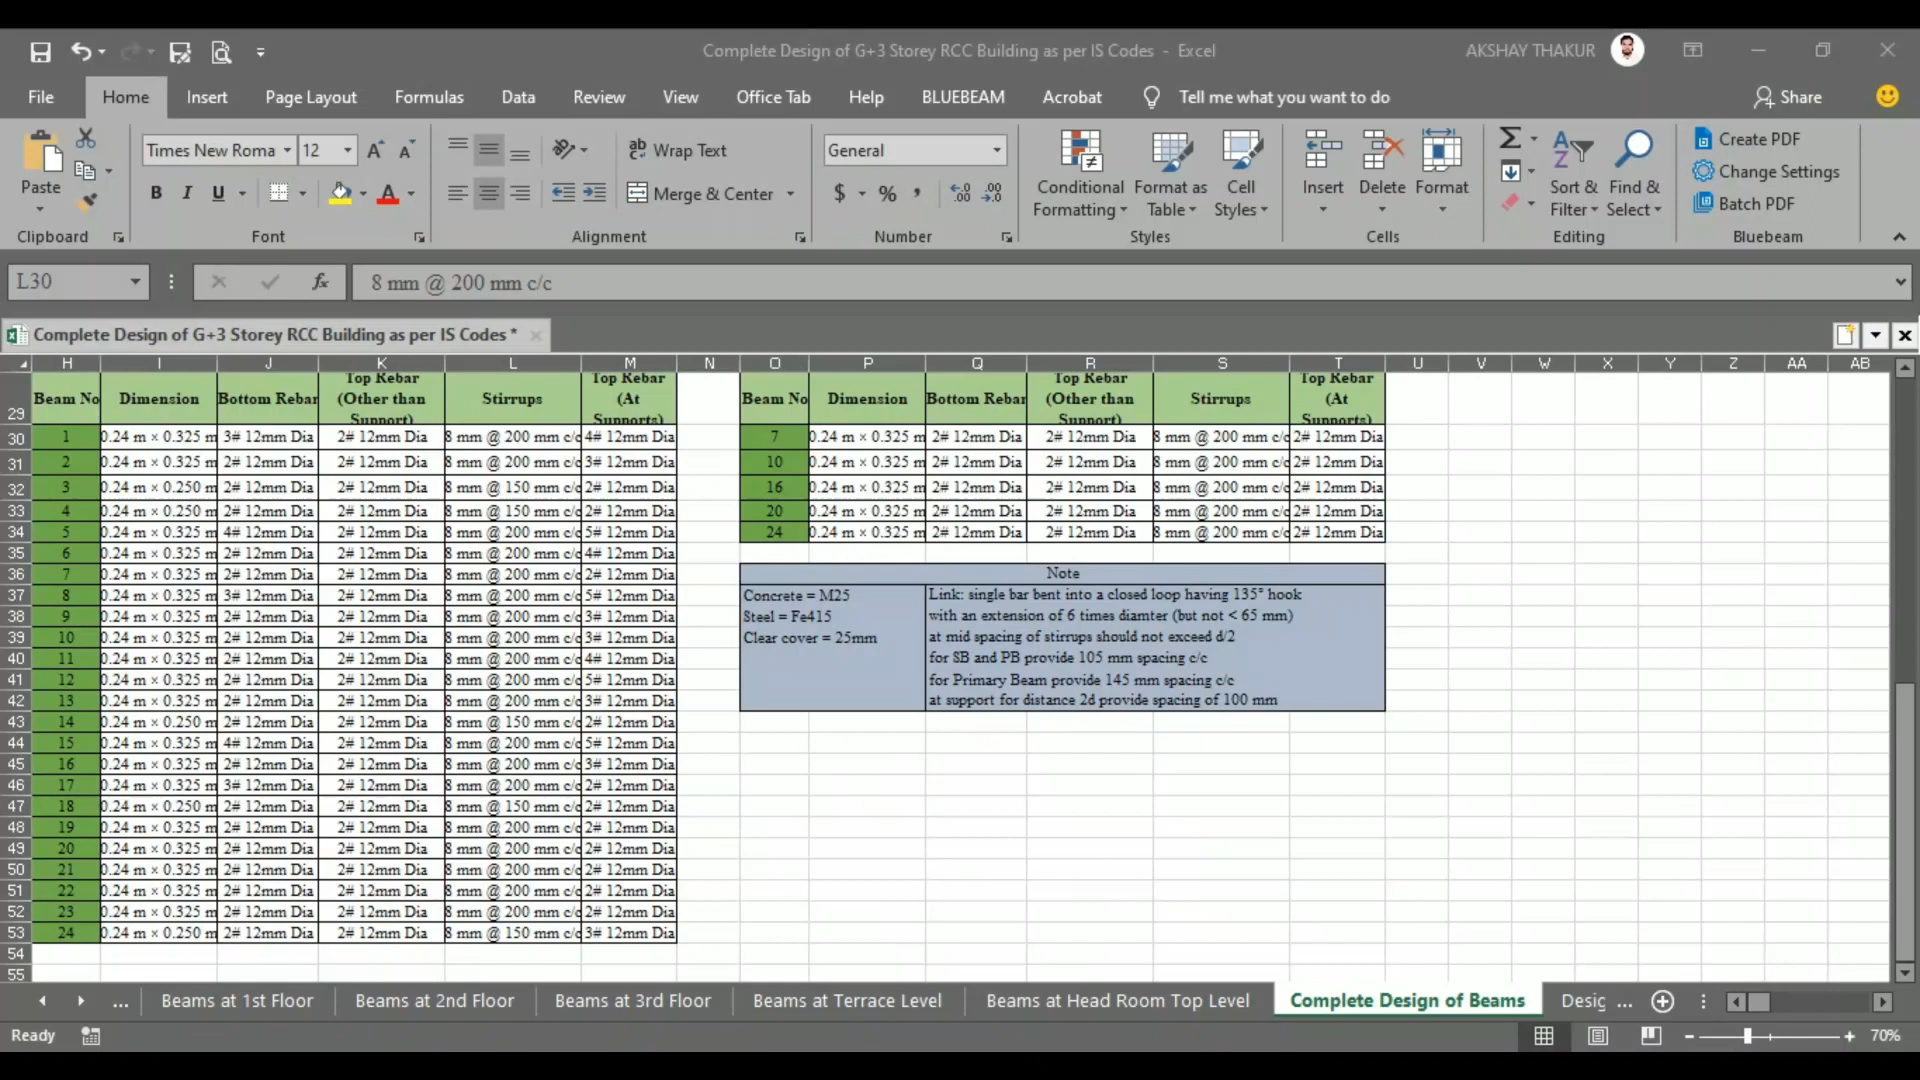 Complete Design of G+3 Storey RCC Building as per IS Codes - Excel
AKSHAY THAKUR
File Home Insert Page Layout Formulas Data Review View Office Tab Help BLUEBEAM Acrobat Tell me what you want to do Share
Paste
Clipboard
Times New Roma 12
B I U
Font
Wrap Text
Merge & Center
Alignment
General
$ % ,
Number
Conditional Formatting
Format as Table
Cell Styles
Styles
Insert Delete Format
Cells
Sort & Filter
Find & Select
Editing
Create PDF
Change Settings
Batch PDF
Bluebeam
L30 fx 8 mm @ 200 mm c/c
Complete Design of G+3 Storey RCC Building as per IS Codes *
H I J K L M N O P Q R S T U V W X Y Z AA AB
29 Beam No Dimension Bottom Rebar Top Rebar (Other than Support) Stirrups Top Rebar (At Supports) Beam No Dimension Bottom Rebar Top Rebar (Other than Support) Stirrups Top Rebar (At Supports)
30 1 0.24 m × 0.325 m 3# 12mm Dia 2# 12mm Dia 8 mm @ 200 mm c/c 4# 12mm Dia 7 0.24 m × 0.325 m 2# 12mm Dia 2# 12mm Dia 8 mm @ 200 mm c/c 2# 12mm Dia
31 2 0.24 m × 0.325 m 2# 12mm Dia 2# 12mm Dia 8 mm @ 200 mm c/c 3# 12mm Dia 10 0.24 m × 0.325 m 2# 12mm Dia 2# 12mm Dia 8 mm @ 200 mm c/c 2# 12mm Dia
32 3 0.24 m × 0.250 m 2# 12mm Dia 2# 12mm Dia 8 mm @ 150 mm c/c 2# 12mm Dia 16 0.24 m × 0.325 m 2# 12mm Dia 2# 12mm Dia 8 mm @ 200 mm c/c 2# 12mm Dia
33 4 0.24 m × 0.250 m 2# 12mm Dia 2# 12mm Dia 8 mm @ 150 mm c/c 2# 12mm Dia 20 0.24 m × 0.325 m 2# 12mm Dia 2# 12mm Dia 8 mm @ 200 mm c/c 2# 12mm Dia
34 5 0.24 m × 0.325 m 4# 12mm Dia 2# 12mm Dia 8 mm @ 200 mm c/c 5# 12mm Dia 24 0.24 m × 0.325 m 2# 12mm Dia 2# 12mm Dia 8 mm @ 200 mm c/c 2# 12mm Dia
35 6 0.24 m × 0.325 m 2# 12mm Dia 2# 12mm Dia 8 mm @ 200 mm c/c 4# 12mm Dia
36 7 0.24 m × 0.325 m 2# 12mm Dia 2# 12mm Dia 8 mm @ 200 mm c/c 2# 12mm Dia Note
37 8 0.24 m × 0.325 m 3# 12mm Dia 2# 12mm Dia 8 mm @ 200 mm c/c 5# 12mm Dia Concrete = M25 Link: single bar bent into a closed loop having 135° hook
38 9 0.24 m × 0.325 m 2# 12mm Dia 2# 12mm Dia 8 mm @ 200 mm c/c 3# 12mm Dia Steel = Fe415 with an extension of 6 times diamter (but not < 65 mm)
39 10 0.24 m × 0.325 m 2# 12mm Dia 2# 12mm Dia 8 mm @ 200 mm c/c 3# 12mm Dia Clear cover = 25mm at mid spacing of stirrups should not exceed d/2
40 11 0.24 m × 0.325 m 2# 12mm Dia 2# 12mm Dia 8 mm @ 200 mm c/c 4# 12mm Dia for SB and PB provide 105 mm spacing c/c
41 12 0.24 m × 0.325 m 2# 12mm Dia 2# 12mm Dia 8 mm @ 200 mm c/c 5# 12mm Dia for Primary Beam provide 145 mm spacing c/c
42 13 0.24 m × 0.325 m 2# 12mm Dia 2# 12mm Dia 8 mm @ 200 mm c/c 3# 12mm Dia at support for distance 2d provide spacing of 100 mm
43 14 0.24 m × 0.250 m 2# 12mm Dia 2# 12mm Dia 8 mm @ 150 mm c/c 2# 12mm Dia
44 15 0.24 m × 0.325 m 4# 12mm Dia 2# 12mm Dia 8 mm @ 200 mm c/c 5# 12mm Dia
45 16 0.24 m × 0.325 m 2# 12mm Dia 2# 12mm Dia 8 mm @ 200 mm c/c 3# 12mm Dia
46 17 0.24 m × 0.325 m 3# 12mm Dia 2# 12mm Dia 8 mm @ 200 mm c/c 2# 12mm Dia
47 18 0.24 m × 0.250 m 2# 12mm Dia 2# 12mm Dia 8 mm @ 150 mm c/c 2# 12mm Dia
48 19 0.24 m × 0.325 m 2# 12mm Dia 2# 12mm Dia 8 mm @ 200 mm c/c 2# 12mm Dia
49 20 0.24 m × 0.325 m 2# 12mm Dia 2# 12mm Dia 8 mm @ 200 mm c/c 2# 12mm Dia
50 21 0.24 m × 0.325 m 2# 12mm Dia 2# 12mm Dia 8 mm @ 200 mm c/c 2# 12mm Dia
51 22 0.24 m × 0.325 m 2# 12mm Dia 2# 12mm Dia 8 mm @ 200 mm c/c 2# 12mm Dia
52 23 0.24 m × 0.325 m 2# 12mm Dia 2# 12mm Dia 8 mm @ 200 mm c/c 2# 12mm Dia
53 24 0.24 m × 0.250 m 2# 12mm Dia 2# 12mm Dia 8 mm @ 150 mm c/c 3# 12mm Dia
54
55
... Beams at 1st Floor Beams at 2nd Floor Beams at 3rd Floor Beams at Terrace Level Beams at Head Room Top Level Complete Design of Beams Desig ...
Ready 70%